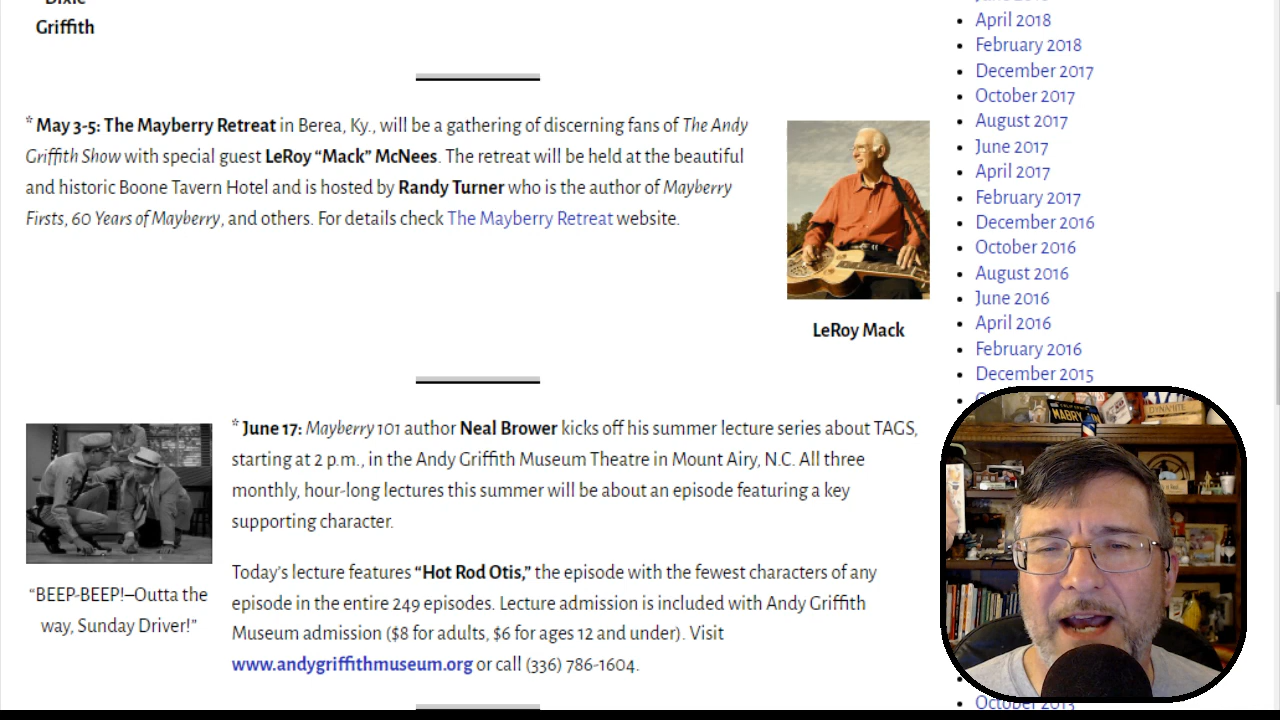 Dixie
Griffith
* May 3-5: The Mayberry Retreat in Berea, Ky., will be a gathering of discerning fans of The Andy
Griffith Show with special guest LeRoy “Mack” McNees. The retreat will be held at the beautiful
and historic Boone Tavern Hotel and is hosted by Randy Turner who is the author of Mayberry
Firsts, 60 Years of Mayberry, and others. For details check The Mayberry Retreat website.
LeRoy Mack
* June 17: Mayberry 101 author Neal Brower kicks off his summer lecture series about TAGS,
starting at 2 p.m., in the Andy Griffith Museum Theatre in Mount Airy, N.C. All three
monthly, hour-long lectures this summer will be about an episode featuring a key
supporting character.
Today's lecture features “Hot Rod Otis,” the episode with the fewest characters of any
episode in the entire 249 episodes. Lecture admission is included with Andy Griffith
Museum admission ($8 for adults, $6 for ages 12 and under). Visit
www.andygriffithmuseum.org or call (336) 786-1604.
“BEEP-BEEP!–Outta the
way, Sunday Driver!”
April 2018
February 2018
December 2017
October 2017
August 2017
June 2017
April 2017
February 2017
December 2016
October 2016
August 2016
June 2016
April 2016
February 2016
December 2015
DYNAMITE
October 2013